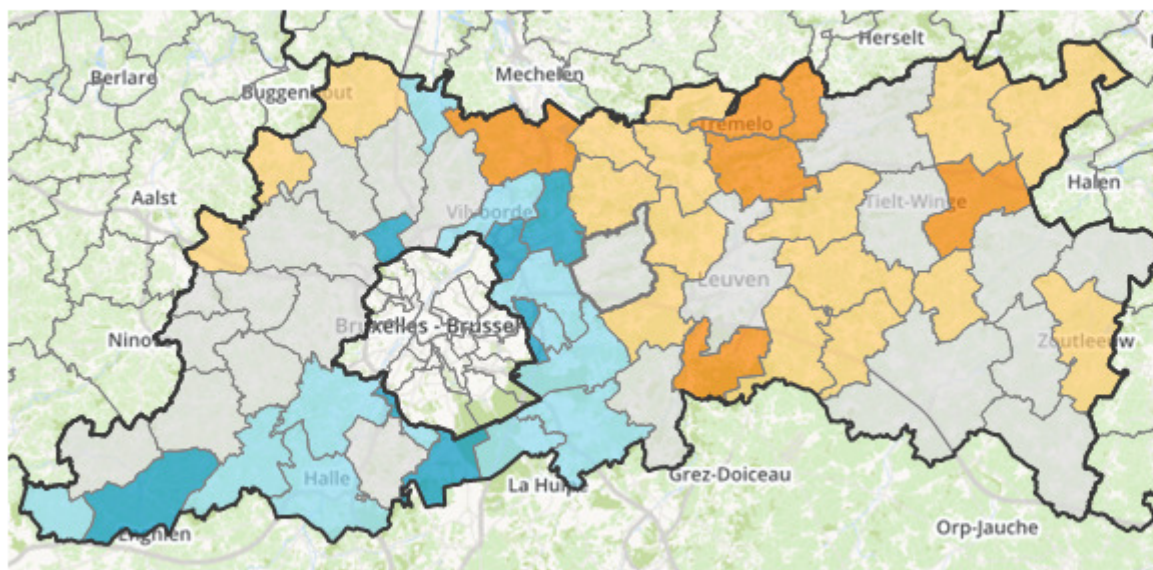 Herselt
Berlare
Mechelen
Buggenhout
Tremelo
Halen
Aalst
Tielt-Winge
Vilvoorde
Leuven
Bruxelles - Brussel
Ninove
Zoutleeuw
Halle
Grez-Doiceau
La Hulpe
Enghien
Orp-Jauche